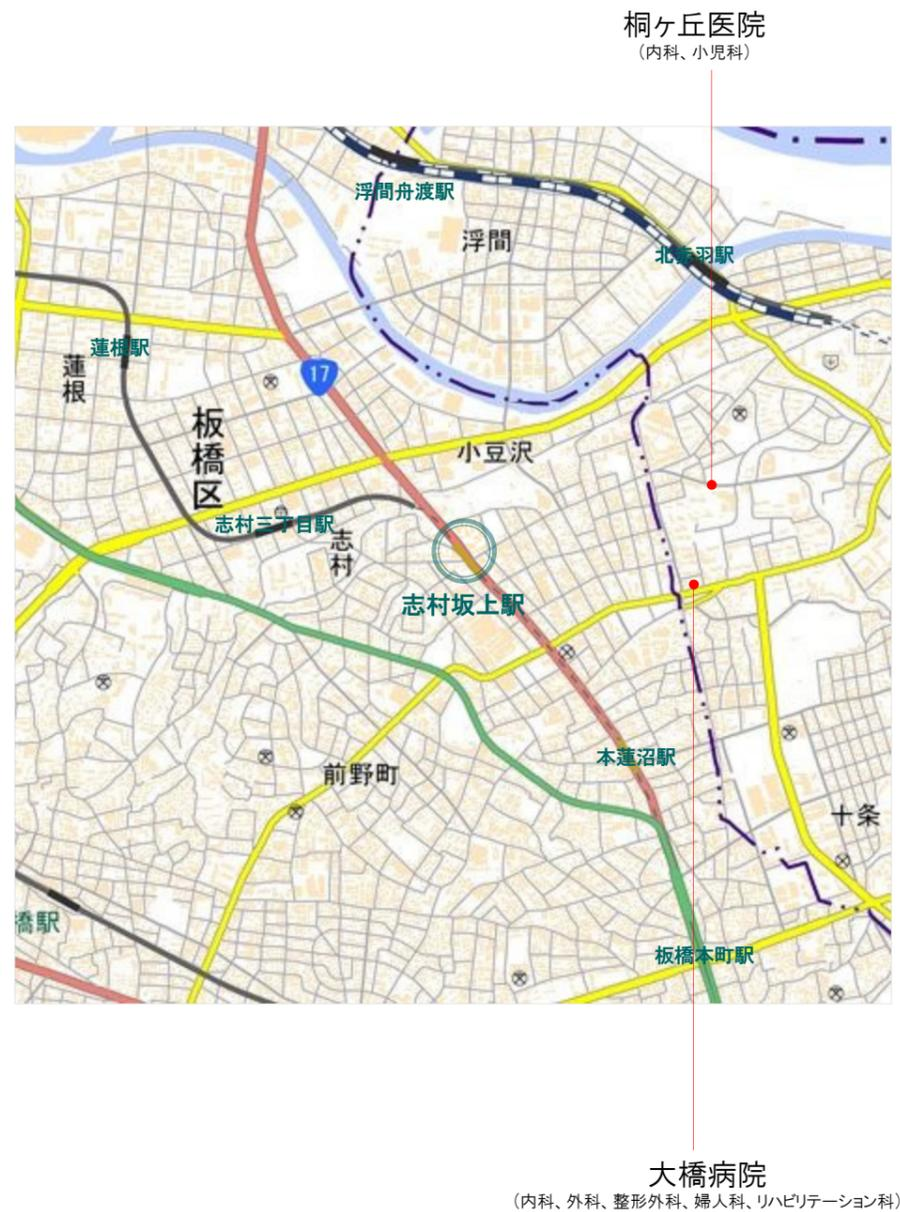 桐ヶ丘医院
（内科、小児科）
浮間舟渡駅
浮間
北赤羽駅
蓮根駅
蓮根
17
板橋区
小豆沢
志村三丁目駅
志村
志村坂上駅
本蓮沼駅
前野町
十条
橋駅
板橋本町駅
大橋病院
（内科、外科、整形外科、婦人科、リハビリテーション科）